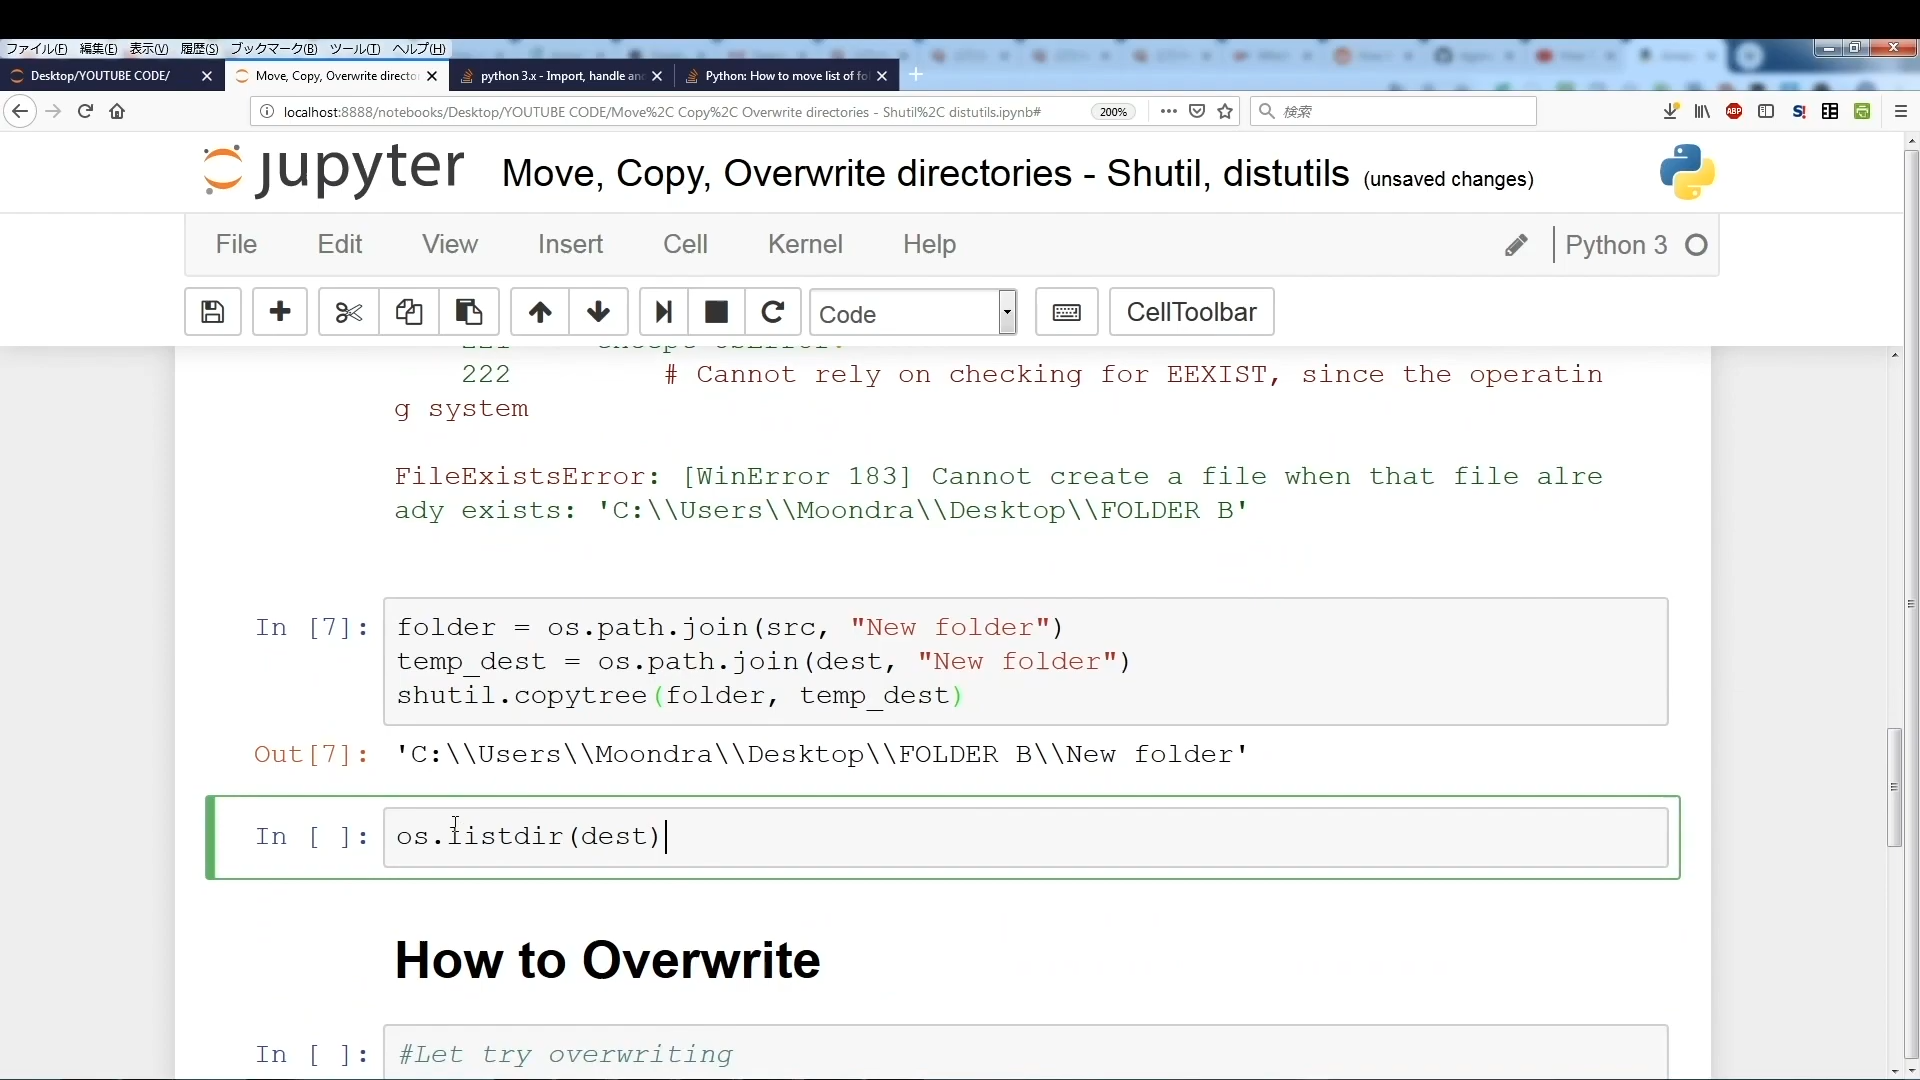 ファイル(F) 編集(E) 表示(V) 履歴(S) ブックマーク(B) ツール(T) ヘルプ(H)
Desktop/YOUTUBE CODE/ Move, Copy, Overwrite directo python 3.x - Import, handle an Python: How to move list of fo
localhost:8888/notebooks/Desktop/YOUTUBE CODE/Move%2C Copy%2C Overwrite directories - Shutil%2C distutils.ipynb# 200% 検索
jupyter Move, Copy, Overwrite directories - Shutil, distutils (unsaved changes)
File Edit View Insert Cell Kernel Help Python 3
Code CellToolbar
222 # Cannot rely on checking for EEXIST, since the operatin
g system
FileExistsError: [WinError 183] Cannot create a file when that file alre
ady exists: 'C:\\Users\\Moondra\\Desktop\\FOLDER B'
In [7]: folder = os.path.join(src, "New folder")
temp_dest = os.path.join(dest, "New folder")
shutil.copytree(folder, temp_dest)
Out[7]: 'C:\\Users\\Moondra\\Desktop\\FOLDER B\\New folder'
In [ ]: os.listdir(dest)
How to Overwrite
In [ ]: #Let try overwriting